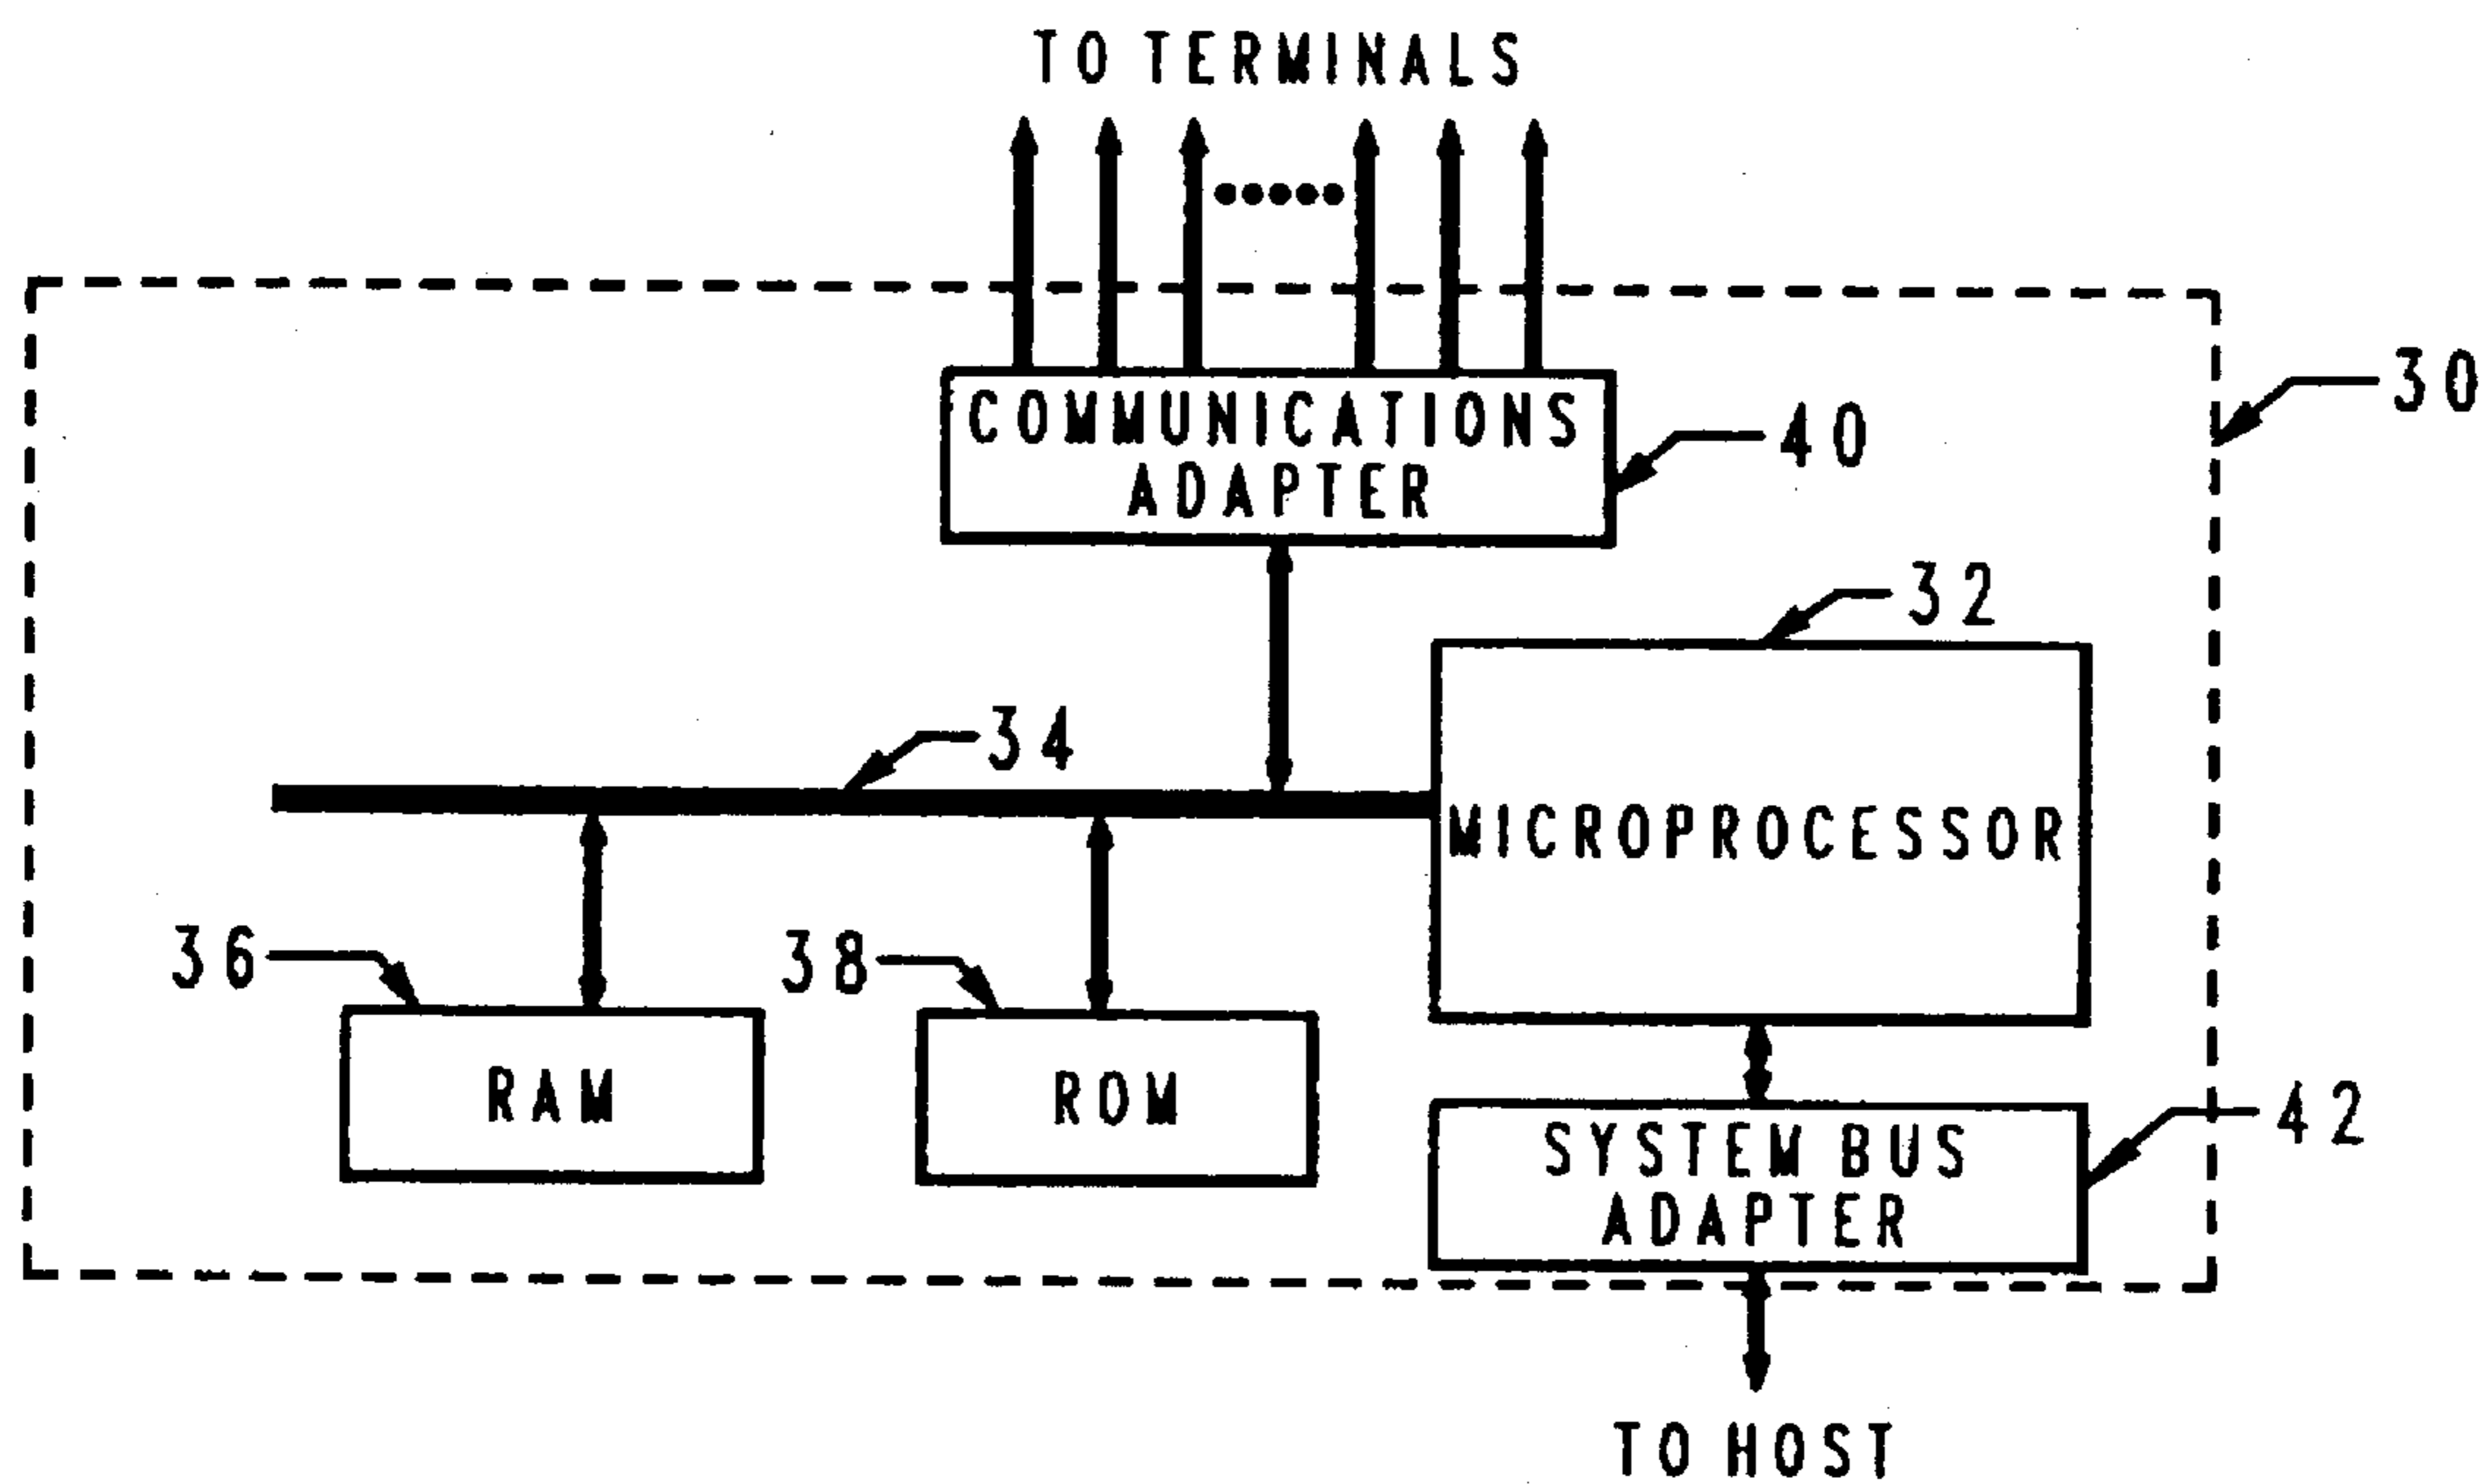 TO TERMINALS
30
COMMUNICATIONS
ADAPTER
40
32
34
MICROPROCESSOR
36
38
RAM
ROM
SYSTEM BUS
ADAPTER
42
TO HOST